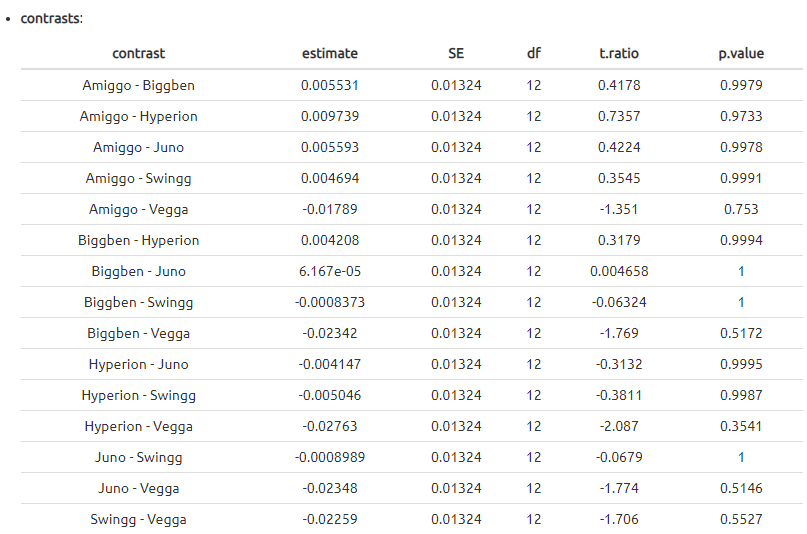 • contrasts:
contrast estimate SE df t.ratio p.value
Amiggo - Biggben 0.005531 0.01324 12 0.4178 0.9979
Amiggo - Hyperion 0.009739 0.01324 12 0.7357 0.9733
Amiggo - Juno 0.005593 0.01324 12 0.4224 0.9978
Amiggo - Swingg 0.004694 0.01324 12 0.3545 0.9991
Amiggo - Vegga -0.01789 0.01324 12 -1.351 0.753
Biggben - Hyperion 0.004208 0.01324 12 0.3179 0.9994
Biggben - Juno 6.167e-05 0.01324 12 0.004658 1
Biggben - Swingg -0.0008373 0.01324 12 -0.06324 1
Biggben - Vegga -0.02342 0.01324 12 -1.769 0.5172
Hyperion - Juno -0.004147 0.01324 12 -0.3132 0.9995
Hyperion - Swingg -0.005046 0.01324 12 -0.3811 0.9987
Hyperion - Vegga -0.02763 0.01324 12 -2.087 0.3541
Juno - Swingg -0.0008989 0.01324 12 -0.0679 1
Juno - Vegga -0.02348 0.01324 12 -1.774 0.5146
Swingg - Vegga -0.02259 0.01324 12 -1.706 0.5527